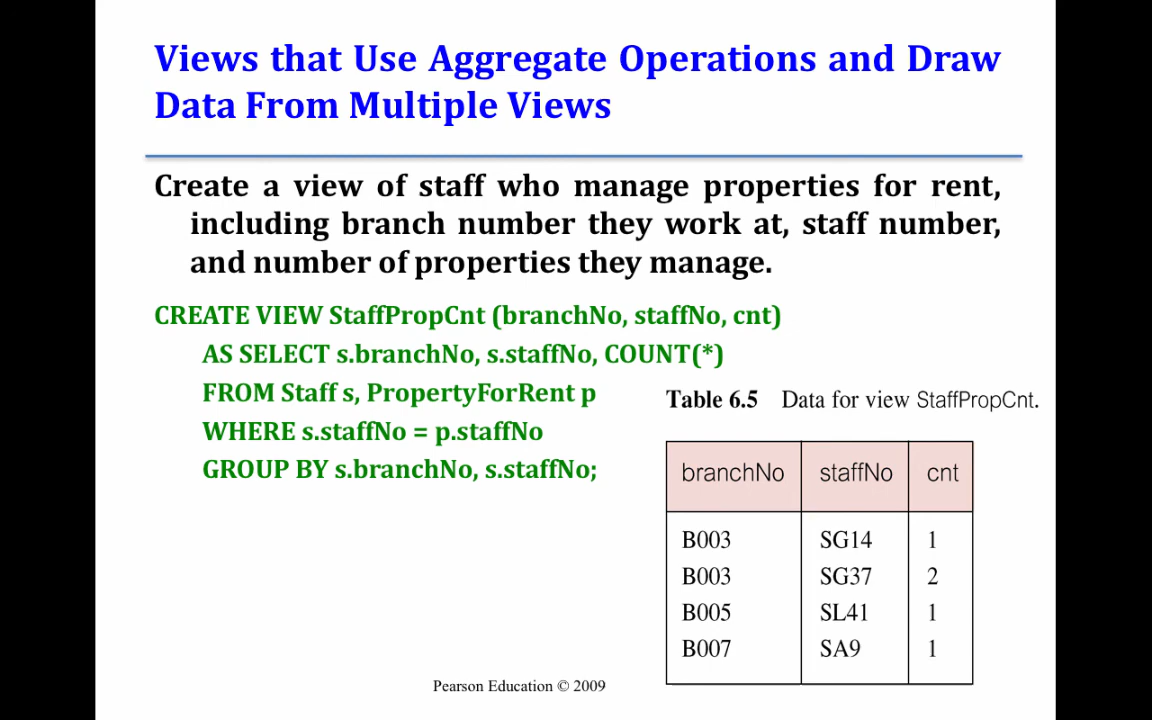 Views that Use Aggregate Operations and Draw
Data From Multiple Views
Create a view of staff who manage properties for rent,
including branch number they work at, staff number,
and number of properties they manage.
CREATE VIEW StaffPropCnt (branchNo, staffNo, cnt)
AS SELECT s.branchNo, s.staffNo, COUNT(*)
FROM Staff s, PropertyForRent p
WHERE s.staffNo = p.staffNo
GROUP BY s.branchNo, s.staffNo;
Table 6.5 Data for view StaffPropCnt.
branchNo staffNo cnt
B003 SG14 1
B003 SG37 2
B005 SL41 1
B007 SA9 1
Pearson Education © 2009